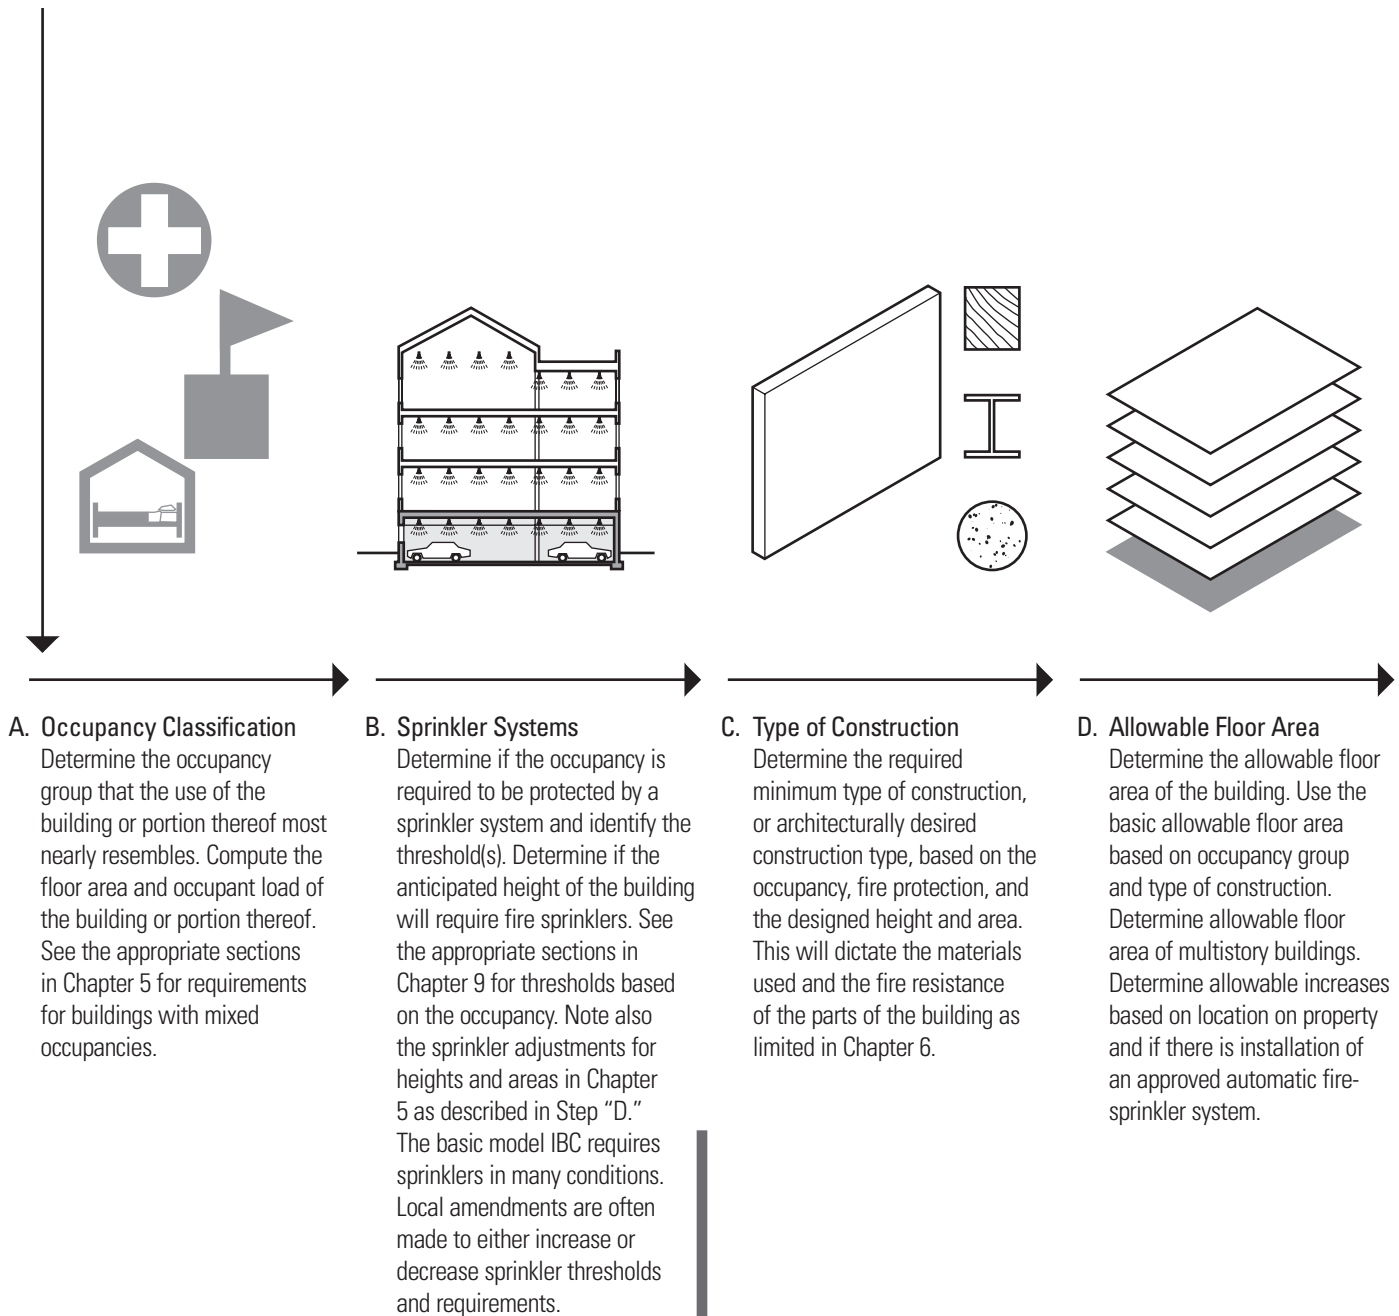 A. Occupancy Classification
Determine the occupancy
group that the use of the
building or portion thereof most
nearly resembles. Compute the
floor area and occupant load of
the building or portion thereof.
See the appropriate sections
in Chapter 5 for requirements
for buildings with mixed
occupancies.
B. Sprinkler Systems
Determine if the occupancy is
required to be protected by a
sprinkler system and identify the
threshold(s). Determine if the
anticipated height of the building
will require fire sprinklers. See
the appropriate sections in
Chapter 9 for thresholds based
on the occupancy. Note also
the sprinkler adjustments for
heights and areas in Chapter
5 as described in Step “D.”
The basic model IBC requires
sprinklers in many conditions.
Local amendments are often
made to either increase or
decrease sprinkler thresholds
and requirements.
C. Type of Construction
Determine the required
minimum type of construction,
or architecturally desired
construction type, based on the
occupancy, fire protection, and
the designed height and area.
This will dictate the materials
used and the fire resistance
of the parts of the building as
limited in Chapter 6.
D. Allowable Floor Area
Determine the allowable floor
area of the building. Use the
basic allowable floor area
based on occupancy group
and type of construction.
Determine allowable floor
area of multistory buildings.
Determine allowable increases
based on location on property
and if there is installation of
an approved automatic fire-
sprinkler system.